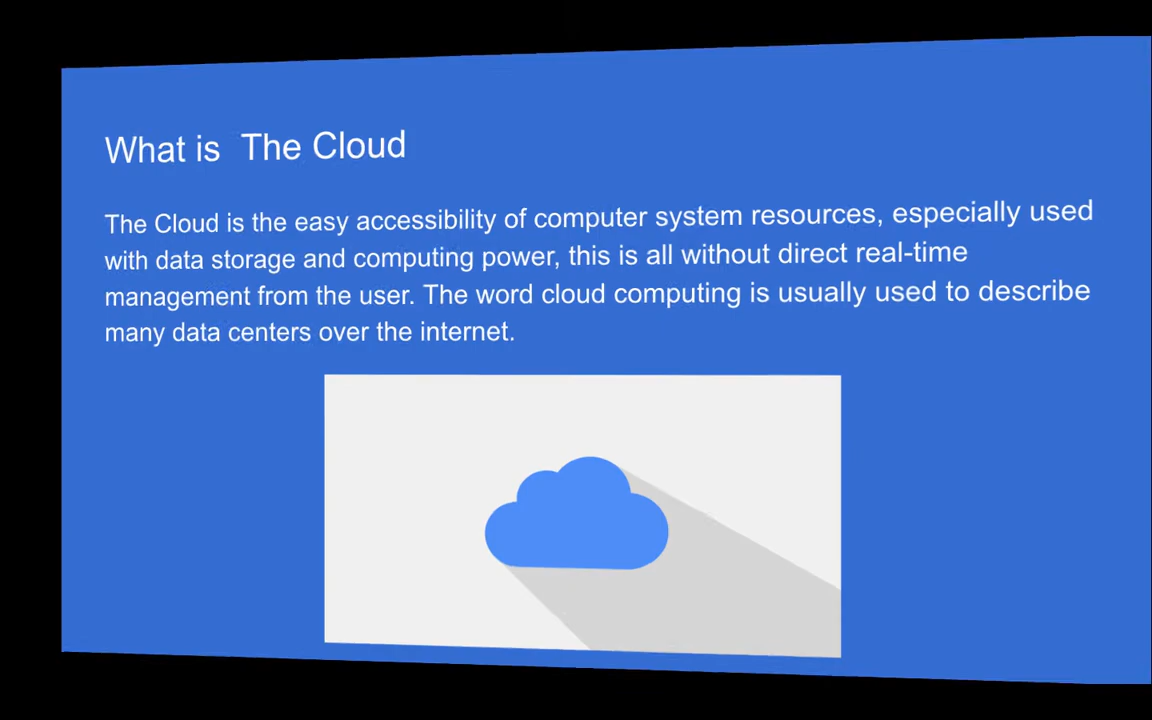 What is  The Cloud
The Cloud is the easy accessibility of computer system resources, especially used
with data storage and computing power, this is all without direct real-time
management from the user. The word cloud computing is usually used to describe
many data centers over the internet.